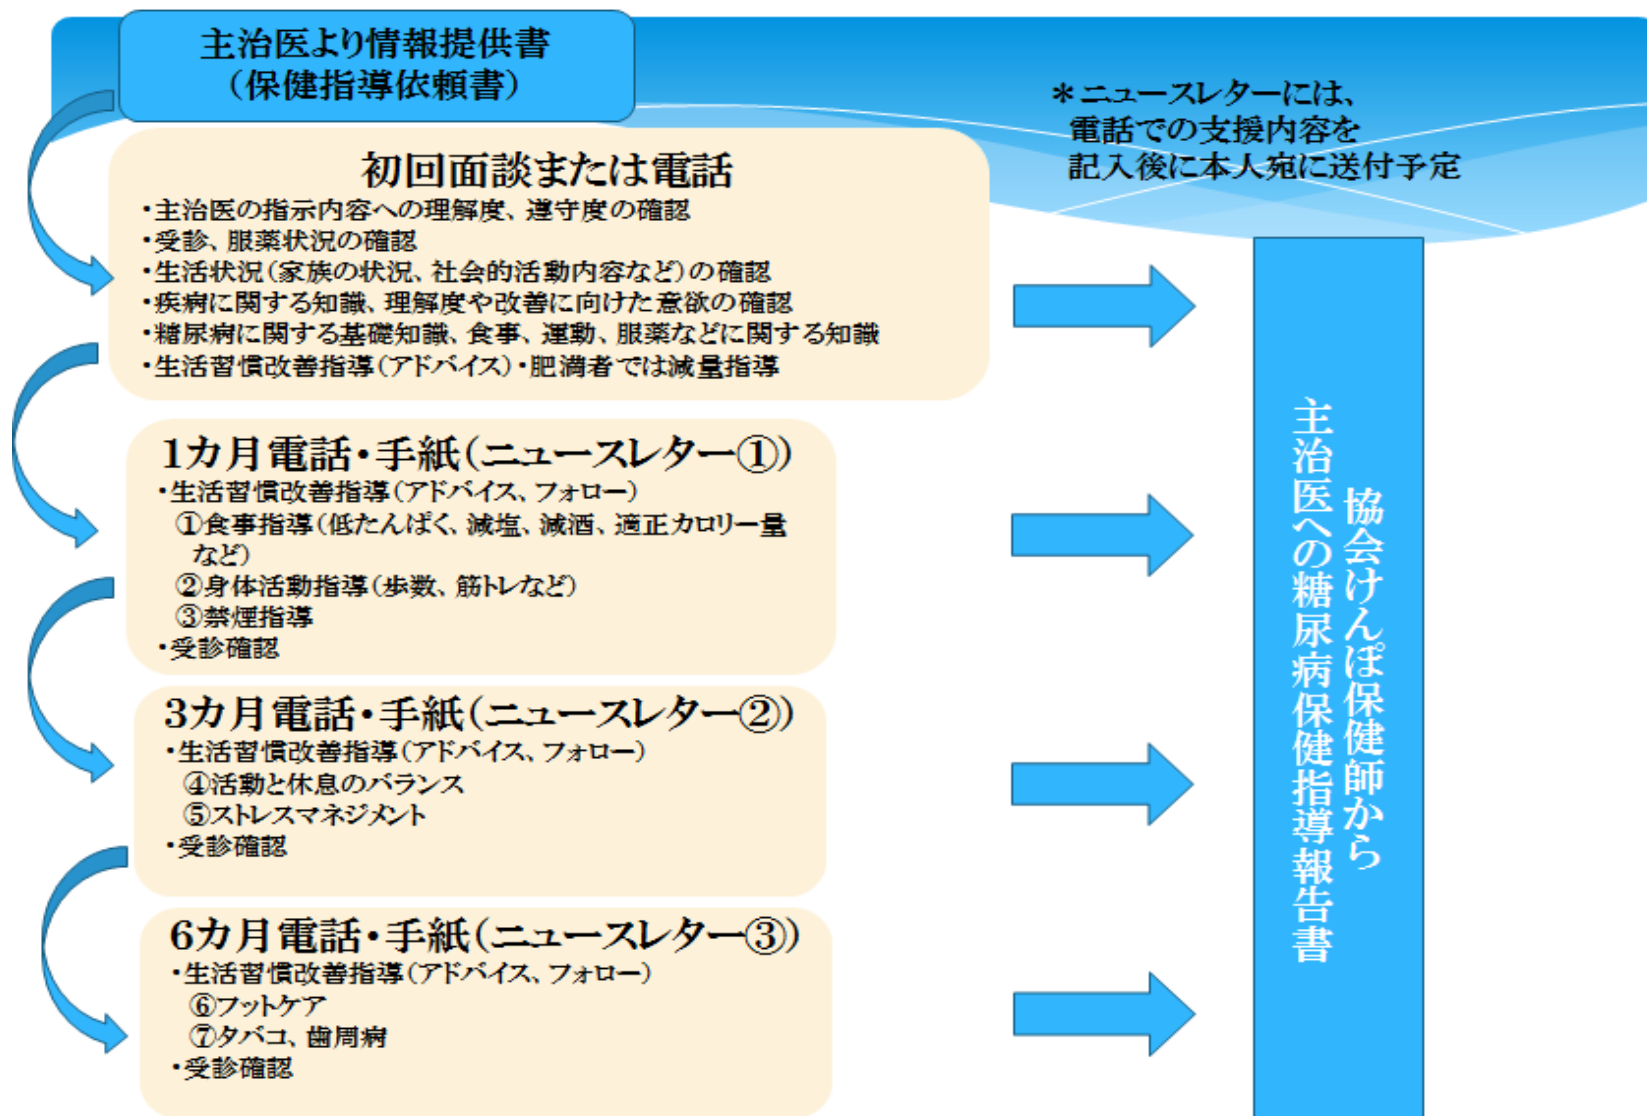 主治医より情報提供書
(保健指導依頼書)
＊ニュースレターには、
電話での支援内容を
記入後に本人宛に送付予定
初回面談または電話
・主治医の指示内容への理解度、遵守度の確認
・受診、服薬状況の確認
・生活状況(家族の状況、社会的活動内容など)の確認
・疾病に関する知識、理解度や改善に向けた意欲の確認
・糖尿病に関する基礎知識、食事、運動、服薬などに関する知識
・生活習慣改善指導(アドバイス)・肥満者では減量指導
1カ月電話・手紙(ニュースレター①)
・生活習慣改善指導(アドバイス、フォロー)
①食事指導(低たんぱく、減塩、減酒、適正カロリー量
など)
②身体活動指導(歩数、筋トレなど)
③禁煙指導
・受診確認
3カ月電話・手紙(ニュースレター②)
・生活習慣改善指導(アドバイス、フォロー)
④活動と休息のバランス
⑤ストレスマネジメント
・受診確認
6カ月電話・手紙(ニュースレター③)
・生活習慣改善指導(アドバイス、フォロー)
⑥フットケア
⑦タバコ、歯周病
・受診確認
協会けんぽ保健師から
主治医への糖尿病保健指導報告書